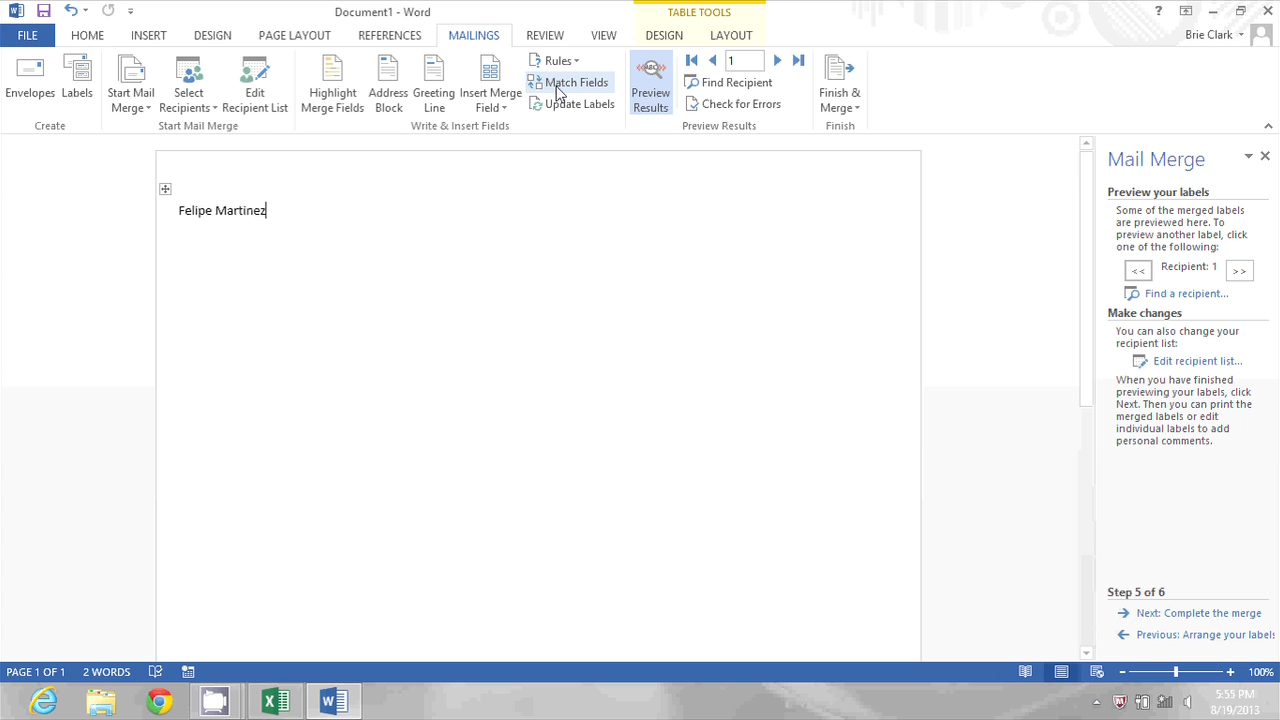 Document1 - Word
TABLE TOOLS
?
FILE HOME INSERT DESIGN PAGE LAYOUT REFERENCES MAILINGS REVIEW VIEW DESIGN LAYOUT Brie Clark
Envelopes Labels
Create
Start Mail Merge
Select Recipients
Edit Recipient List
Start Mail Merge
Highlight Merge Fields
Address Block
Greeting Line
Insert Merge Field
Rules
Match Fields
Update Labels
Write & Insert Fields
ABC
Preview Results
1
Find Recipient
Check for Errors
Preview Results
Finish & Merge
Finish
Felipe Martinez
Mail Merge
Preview your labels
Some of the merged labels
are previewed here. To
preview another label, click
one of the following:
<< Recipient: 1 >>
Find a recipient...
Make changes
You can also change your
recipient list:
Edit recipient list...
When you have finished
previewing your labels, click
Next. Then you can print the
merged labels or edit
individual labels to add
personal comments.
Step 5 of 6
Next: Complete the merge
Previous: Arrange your labels
PAGE 1 OF 1 2 WORDS 100%
5:55 PM
8/19/2013